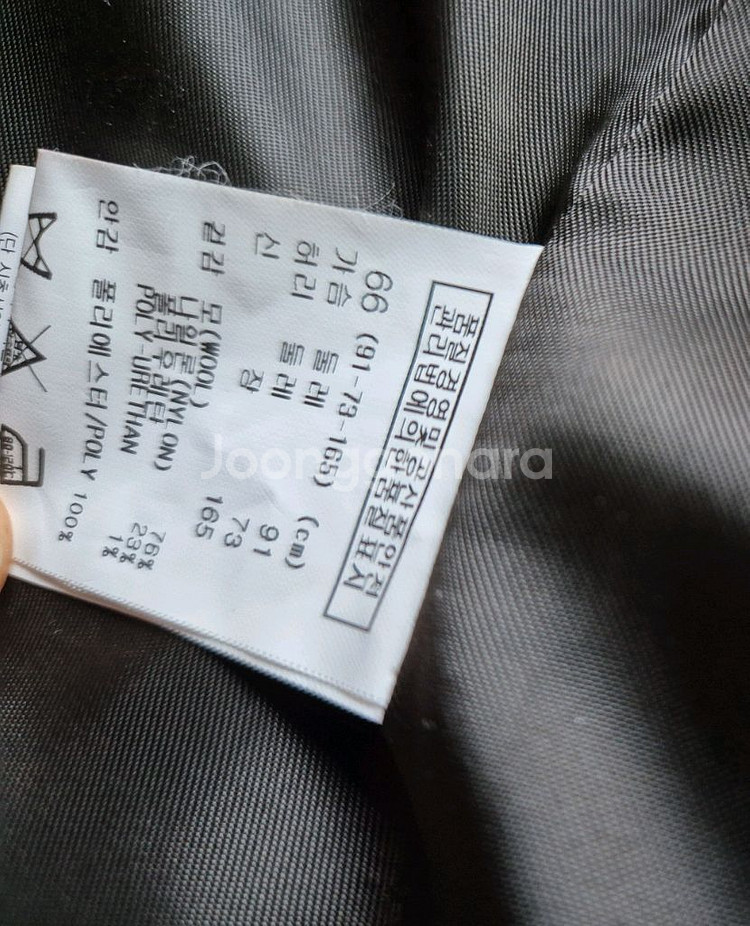 품질경영 및 공산품안전
관리법에 의한 품질표시
66 (91-73-165) (cm)
가슴 둘레 91
허리 둘레 73
신 장 165
겉감 모(WOOL) 76%
나일론(NYLON) 23%
폴리우레탄 1%
POLY-URETHAN
안감 폴리에스터/POLY 100%
(단
Joonggonara